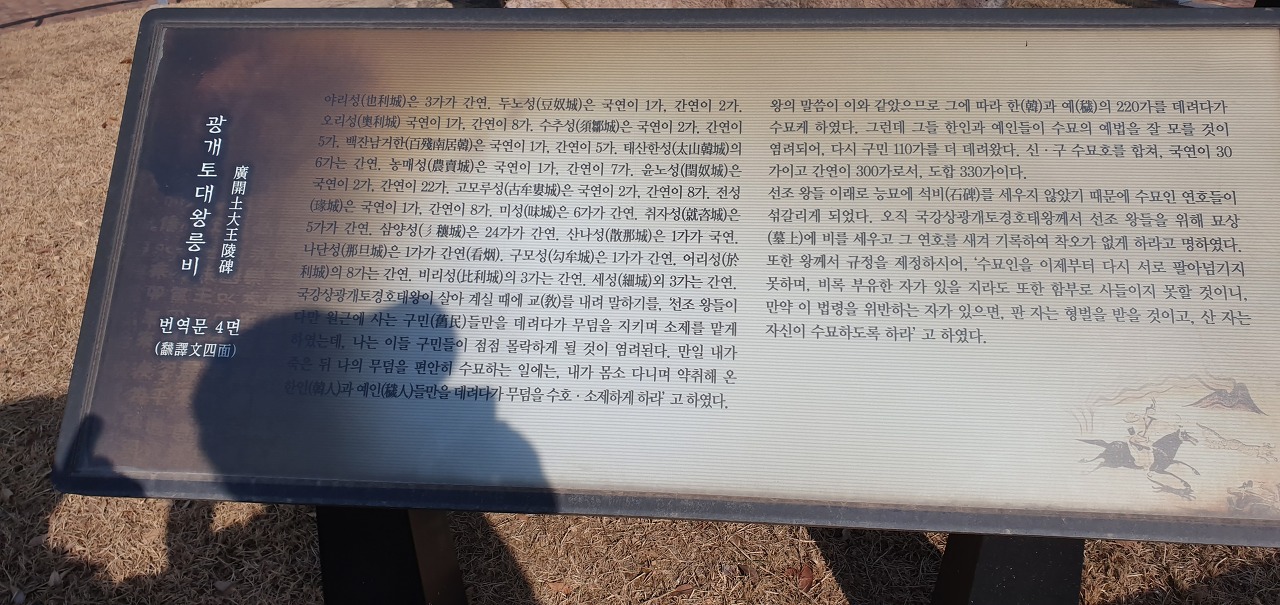 광개토대왕릉비
廣開土大王陵碑
번역문 4면
(飜譯文四面)
야리성(也利城)은 3가가 간연. 두노성(豆奴城)은 국연이 1가, 간연이 2가.
오리성(奧利城) 국연이 1가, 간연이 8가. 수추성(須鄒城)은 국연이 2가, 간연이
5가. 백잔남거한(百殘南居韓)은 국연이 1가, 간연이 5가. 태산한성(太山韓城)의
6가는 간연. 농매성(農賣城)은 국연이 1가, 간연이 7가. 윤노성(閏奴城)은
국연이 2가, 간연이 22가. 고모루성(古牟婁城)은 국연이 2가, 간연이 8가. 전성
(瑑城)은 국연이 1가, 간연이 8가. 미성(味城)은 6가가 간연. 취자성(就咨城)은
5가가 간연. 삼양성(彡穰城)은 24가가 간연. 산나성(散那城)은 1가가 국연.
나단성(那旦城)은 1가가 간연(看烟). 구모성(勾牟城)은 1가가 간연. 어리성(於
利城)의 8가는 간연. 비리성(比利城)의 3가는 간연. 세성(細城)외 3가는 간연.
국강상광개토경호태왕이 살아 계실 때에 교(敎)를 내려 말하기를, '선조 왕들이
다만 원근에 사는 구민(舊民)들만을 데려다가 무덤을 지키며 소제를 맡게
하였는데, 나는 이들 구민들이 점점 몰락하게 될 것이 염려된다. 만일 내가
죽은 뒤 나의 무덤을 편안히 수묘하는 일에는, 내가 몸소 다니며 약취해 온
한인(韓人)과 예인(穢人)들만을 데려다가 무덤을 수호 · 소제하게 하라' 고 하였다.
왕의 말씀이 이와 같았으므로 그에 따라 한(韓)과 예(穢)의 220가를 데려다가
수묘케 하였다. 그런데 그들 한인과 예인들이 수묘의 예법을 잘 모를 것이
염려되어, 다시 구민 110가를 더 데려왔다. 신 · 구 수묘호를 합쳐, 국연이 30
가이고 간연이 300가로서, 도합 330가이다.
선조 왕들 이래로 능묘에 석비(石碑)를 세우지 않았기 때문에 수묘인 연호들이
섞갈리게 되었다. 오직 국강상광개토경호태왕께서 선조 왕들을 위해 묘상
(墓上)에 비를 세우고 그 연호를 새겨 기록하여 착오가 없게 하라고 명하였다.
또한 왕께서 규정을 제정하시어, '수묘인을 이제부터 다시 서로 팔아넘기지
못하며, 비록 부유한 자가 있을 지라도 또한 함부로 사들이지 못할 것이니,
만약 이 법령을 위반하는 자가 있으면, 판 자는 형벌을 받을 것이고, 산 자는
자신이 수묘하도록 하라' 고 하였다.